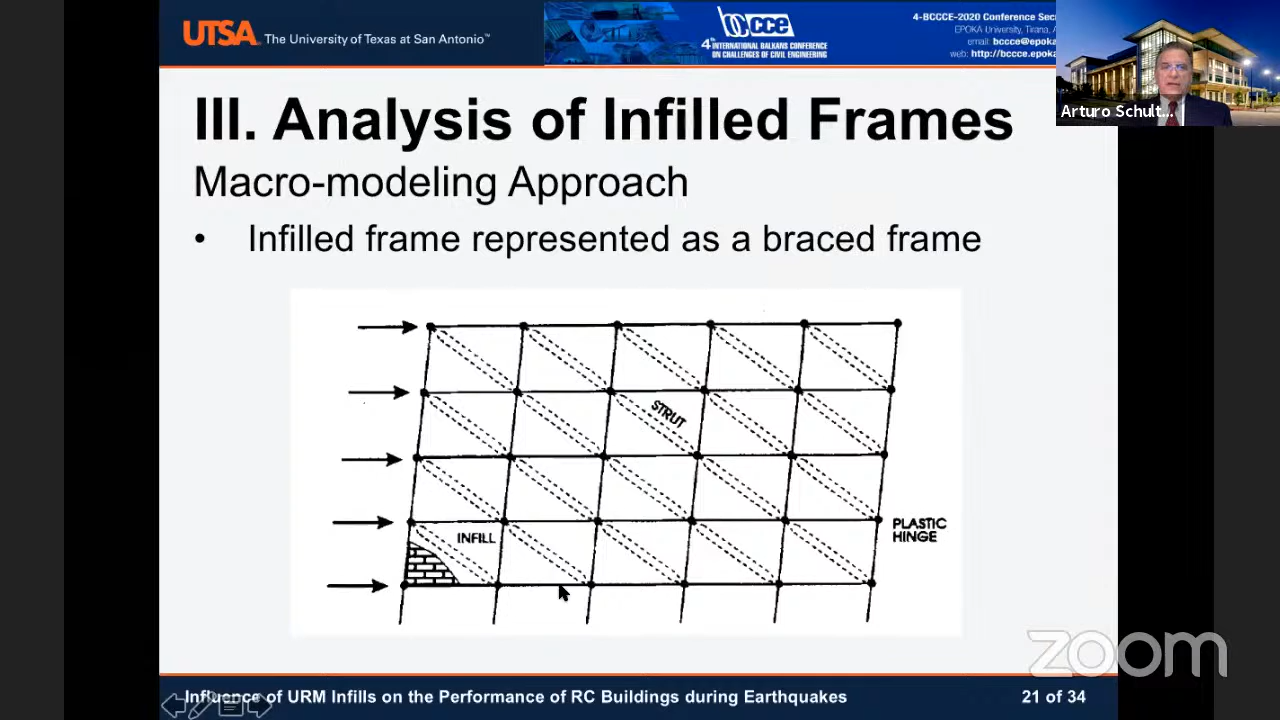 UTSA The University of Texas at San Antonio™
bccce
4th INTERNATIONAL BALKANS CONFERENCE
ON CHALLENGES OF CIVIL ENGINEERING
4-BCCCE-2020 Conference Sec
EPOKA University, Tirana, A
email: bccce@epoka
web: http://bccce.epoka
Arturo Schult...
III. Analysis of Infilled Frames
Macro-modeling Approach
• Infilled frame represented as a braced frame
STRUT
INFILL
PLASTIC
HINGE
zoom
Influence of URM Infills on the Performance of RC Buildings during Earthquakes
21 of 34